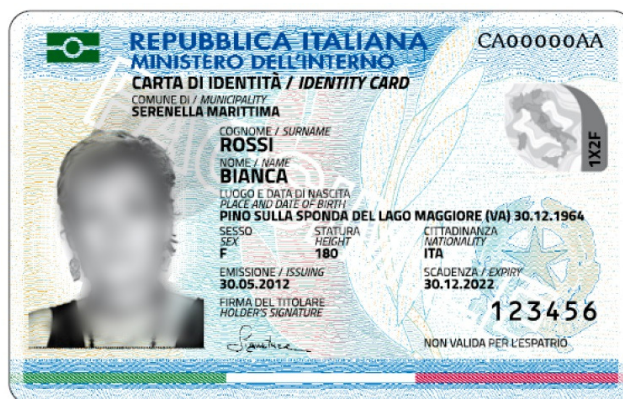 REPUBBLICA ITALIANA
CA00000AA
MINISTERO DELL'INTERNO
CARTA DI IDENTITÀ / IDENTITY CARD
COMUNE DI / MUNICIPALITY
SERENELLA MARITTIMA
COGNOME / SURNAME
ROSSI
NOME / NAME
BIANCA
LUOGO E DATA DI NASCITA
PLACE AND DATE OF BIRTH
PINO SULLA SPONDA DEL LAGO MAGGIORE (VA) 30.12.1964
SESSO STATURA CITTADINANZA
SEX HEIGHT NATIONALITY
F 180 ITA
EMISSIONE / ISSUING SCADENZA / EXPIRY
30.05.2012 30.12.2022
FIRMA DEL TITOLARE
HOLDER'S SIGNATURE
123456
Signature
NON VALIDA PER L'ESPATRIO
1X2F